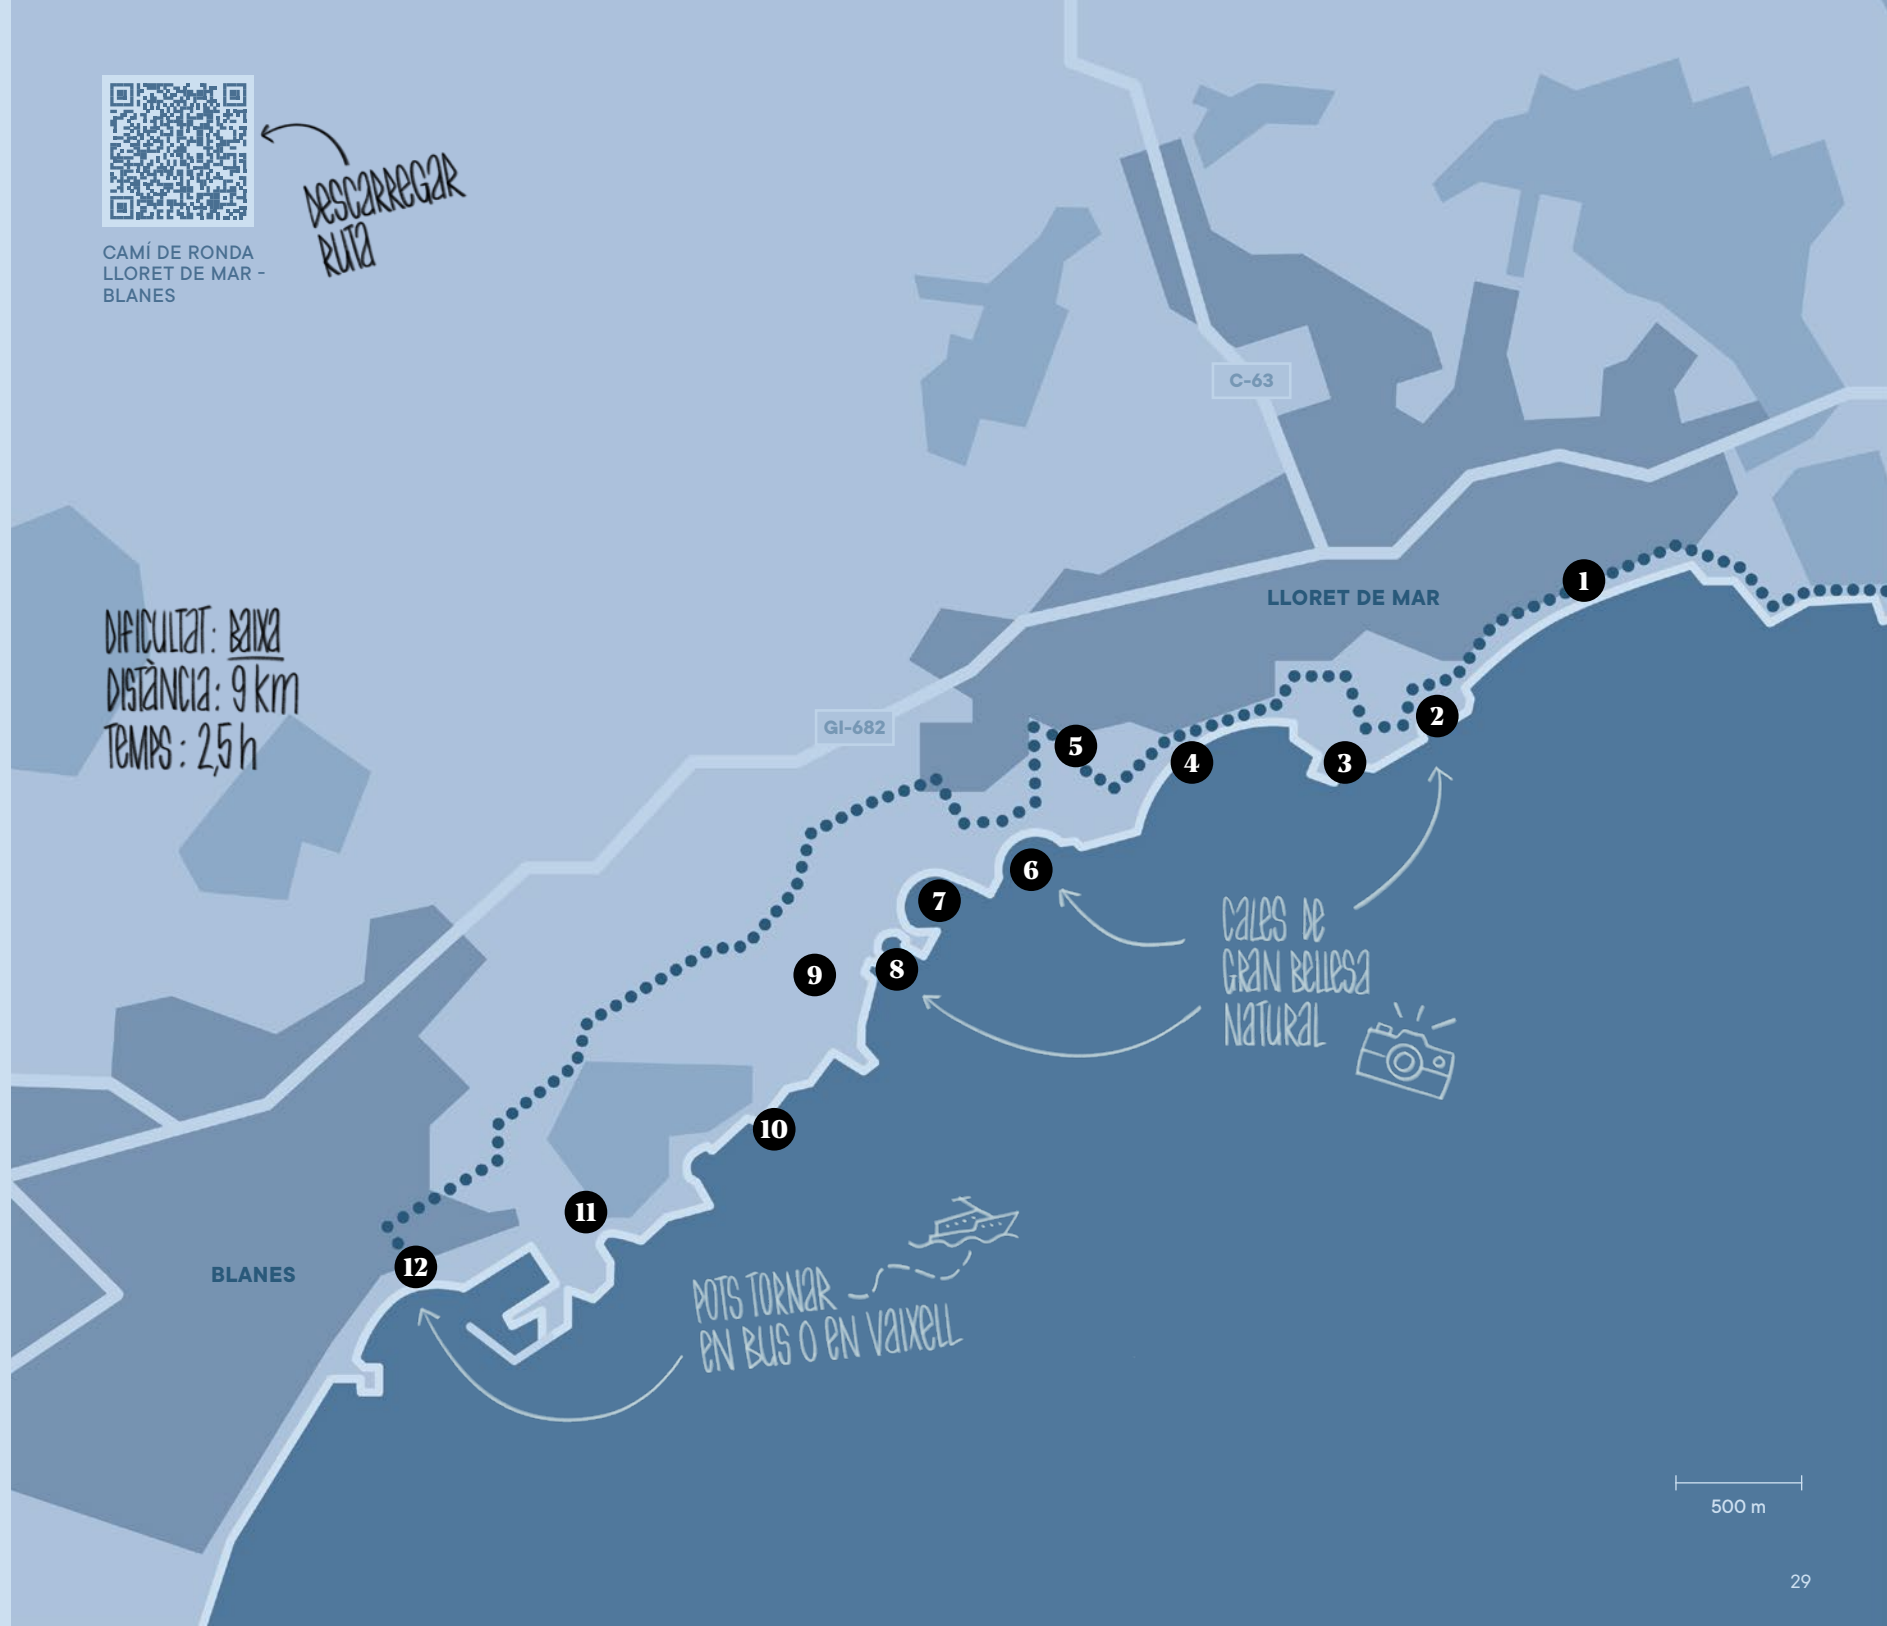 DESCARREGAR
RUTA
CAMÍ DE RONDA
LLORET DE MAR -
BLANES
C-63
DIFICULTAT: BAIXA
DISTÀNCIA: 9 km
TEMPS: 2,5 h
LLORET DE MAR
GI-682
1
2
3
4
5
6
7
8
9
10
11
12
CALES DE
GRAN BELLESA
NATURAL
BLANES
POTS TORNAR
EN BUS O EN VAIXELL
500 m
29